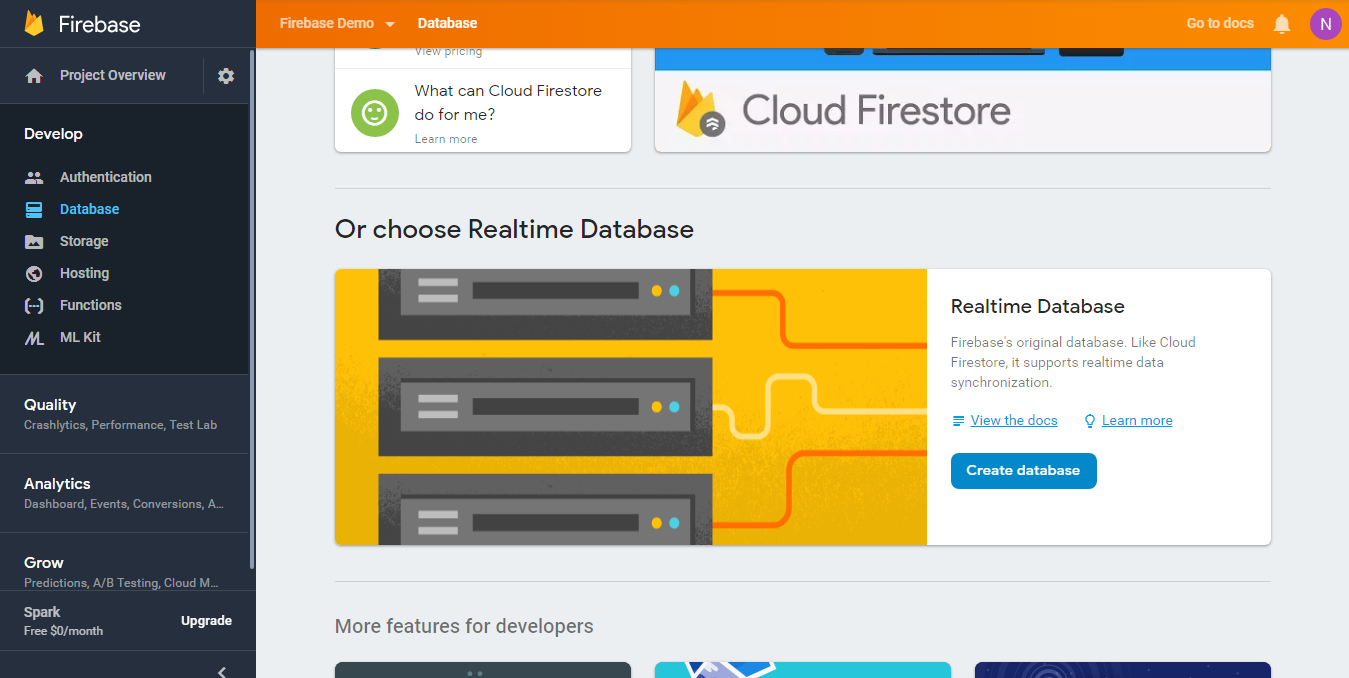 Firebase
Firebase Demo
Database
Go to docs
N
Project Overview
Develop
Authentication
Database
Storage
Hosting
Functions
ML Kit
Quality
Crashlytics, Performance, Test Lab
Analytics
Dashboard, Events, Conversions, A...
Grow
Predictions, A/B Testing, Cloud M...
Spark
Free $0/month
Upgrade
View pricing
What can Cloud Firestore
do for me?
Learn more
Cloud Firestore
Or choose Realtime Database
Realtime Database
Firebase's original database. Like Cloud
Firestore, it supports realtime data
synchronization.
View the docs
Learn more
Create database
More features for developers